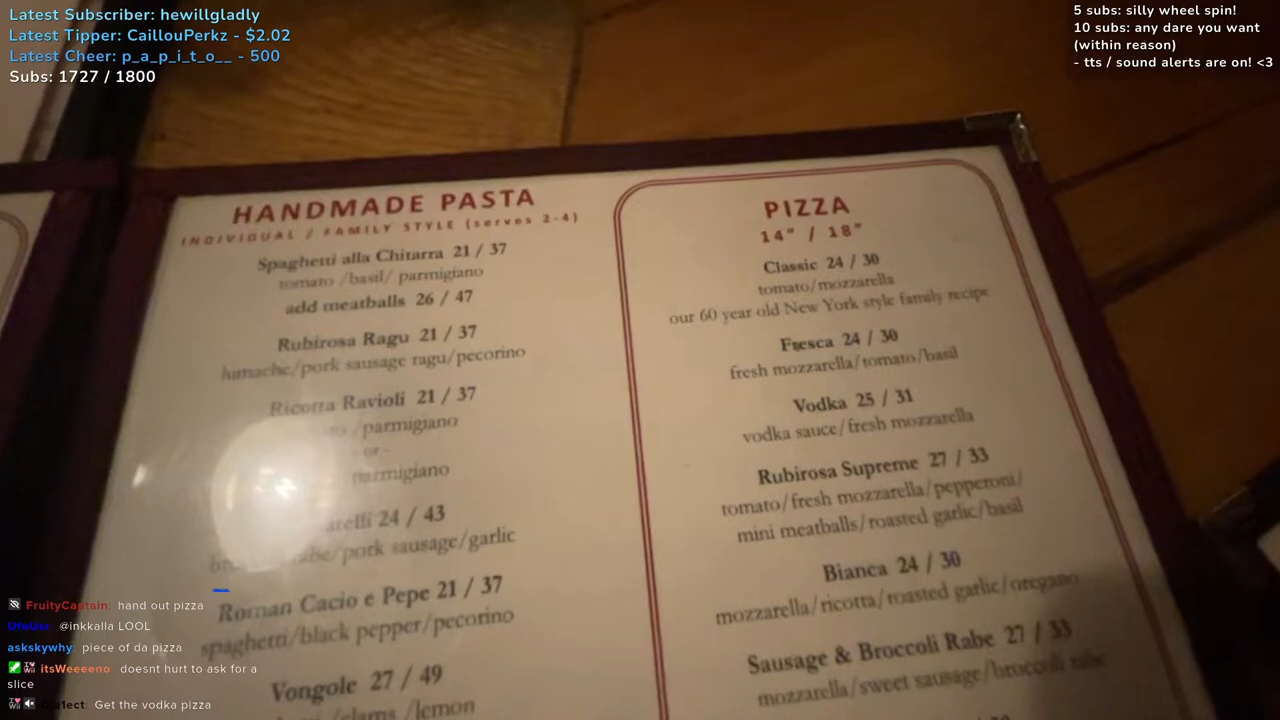 Latest Subscriber: hewillgladly
Latest Tipper: CaillouPerkz - $2.02
Latest Cheer: p_a_p_i_t_o__ - 500
Subs: 1727 / 1800
5 subs: silly wheel spin!
10 subs: any dare you want
(within reason)
- tts / sound alerts are on! <3
HANDMADE PASTA
INDIVIDUAL / FAMILY STYLE (serves 2-4)
Spaghetti alla Chitarra 21 / 37
tomato /basil/ parmigiano
add meatballs 26 / 47
Rubirosa Ragu 21 / 37
lumache/pork sausage ragu/pecorino
Ricotta Ravioli 21 / 37
/parmigiano
- or -
parmigiano
24 / 43
/pork sausage/garlic
Roman Cacio e Pepe 21 / 37
spaghetti/black pepper/pecorino
Vongole 27 / 49
/clams /lemon
PIZZA
14" / 18"
Classic 24 / 30
tomato/mozzarella
our 60 year old New York style family recipe
Fresca 24 / 30
fresh mozzarella/tomato/basil
Vodka 25 / 31
vodka sauce/fresh mozzarella
Rubirosa Supreme 27 / 33
tomato/fresh mozzarella/pepperoni/
mini meatballs/roasted garlic/basil
Bianca 24 / 30
mozzarella/ricotta/roasted garlic/oregano
Sausage & Broccoli Rabe 27 / 33
mozzarella/sweet sausage/broccoli rabe
FruityCaptain: hand out pizza
@inkkalla LOOL
askskywhy: piece of da pizza
itsWeeeeno: doesnt hurt to ask for a
slice
Get the vodka pizza